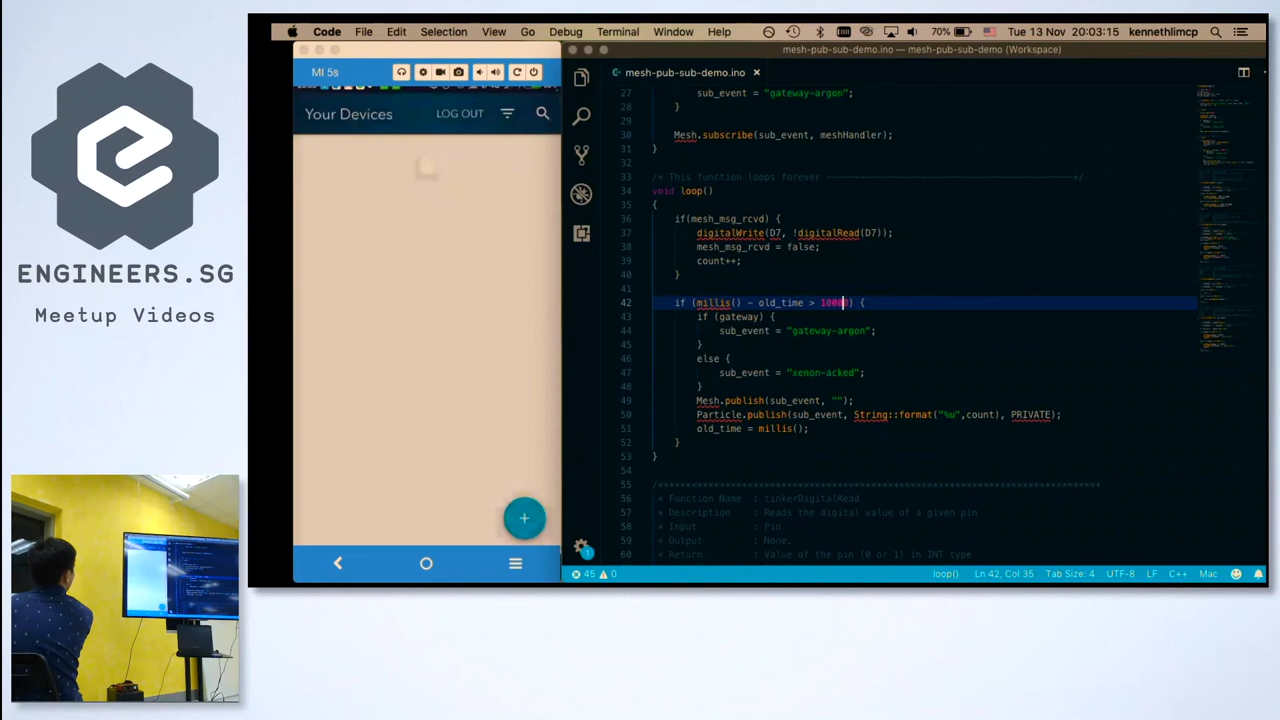 ENGINEERS.SG
Meetup Videos
Code File Edit Selection View Go Debug Terminal Window Help 70% Tue 13 Nov 20:03:15 kennethlimcp
MI 5s
Your Devices LOG OUT
+
mesh-pub-sub-demo.ino — mesh-pub-sub-demo (Workspace)
mesh-pub-sub-demo.ino ×
27 sub_event = "gateway-argon";
28 }
29
30 Mesh.subscribe(sub_event, meshHandler);
31 }
32
33 /* This function loops forever --------------------------------------------*/
34 void loop()
35 {
36 if(mesh_msg_rcvd) {
37 digitalWrite(D7, !digitalRead(D7));
38 mesh_msg_rcvd = false;
39 count++;
40 }
41
42 if (millis() - old_time > 10000) {
43 if (gateway) {
44 sub_event = "gateway-argon";
45 }
46 else {
47 sub_event = "xenon-acked";
48 }
49 Mesh.publish(sub_event, "");
50 Particle.publish(sub_event, String::format("%u",count), PRIVATE);
51 old_time = millis();
52 }
53 }
54
55 /*******************************************************************************
56 * Function Name : tinkerDigitalRead
57 * Description : Reads the digital value of a given pin
58 * Input : Pin
59 * Output : None.
60 * Return : Value of the pin (0 or 1) in INT type
1
45 0 loop() Ln 42, Col 35 Tab Size: 4 UTF-8 LF C++ Mac